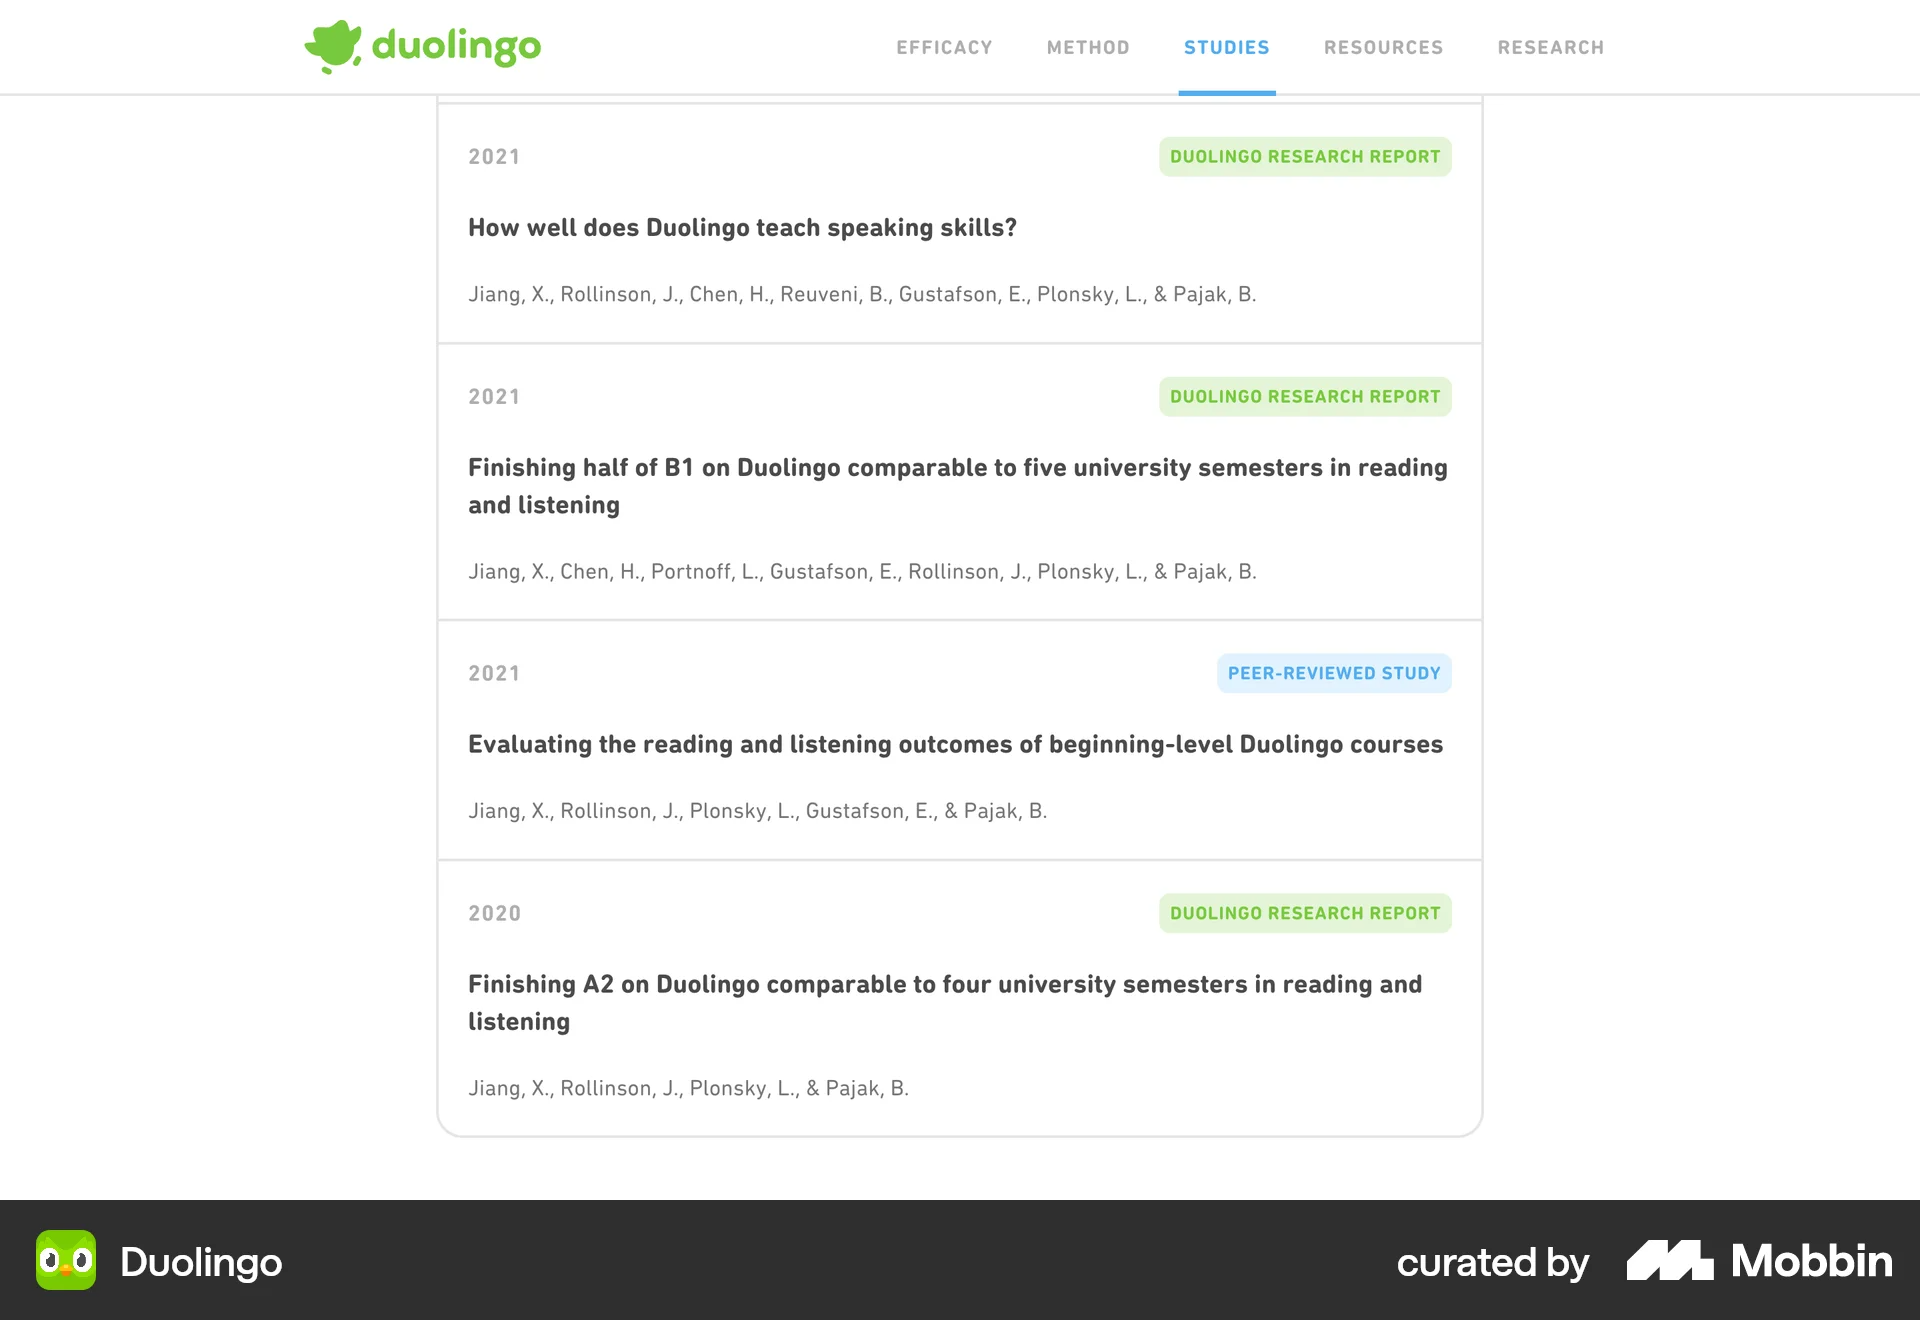 duolingo
EFFICACY
METHOD
STUDIES
RESOURCES
RESEARCH
2021
DUOLINGO RESEARCH REPORT
How well does Duolingo teach speaking skills?
Jiang, X., Rollinson, J., Chen, H., Reuveni, B., Gustafson, E., Plonsky, L., & Pajak, B.
2021
DUOLINGO RESEARCH REPORT
Finishing half of B1 on Duolingo comparable to five university semesters in reading
and listening
Jiang, X., Chen, H., Portnoff, L., Gustafson, E., Rollinson, J., Plonsky, L., & Pajak, B.
2021
PEER-REVIEWED STUDY
Evaluating the reading and listening outcomes of beginning-level Duolingo courses
Jiang, X., Rollinson, J., Plonsky, L., Gustafson, E., & Pajak, B.
2020
DUOLINGO RESEARCH REPORT
Finishing A2 on Duolingo comparable to four university semesters in reading and
listening
Jiang, X., Rollinson, J., Plonsky, L., & Pajak, B.
Duolingo
curated by
Mobbin